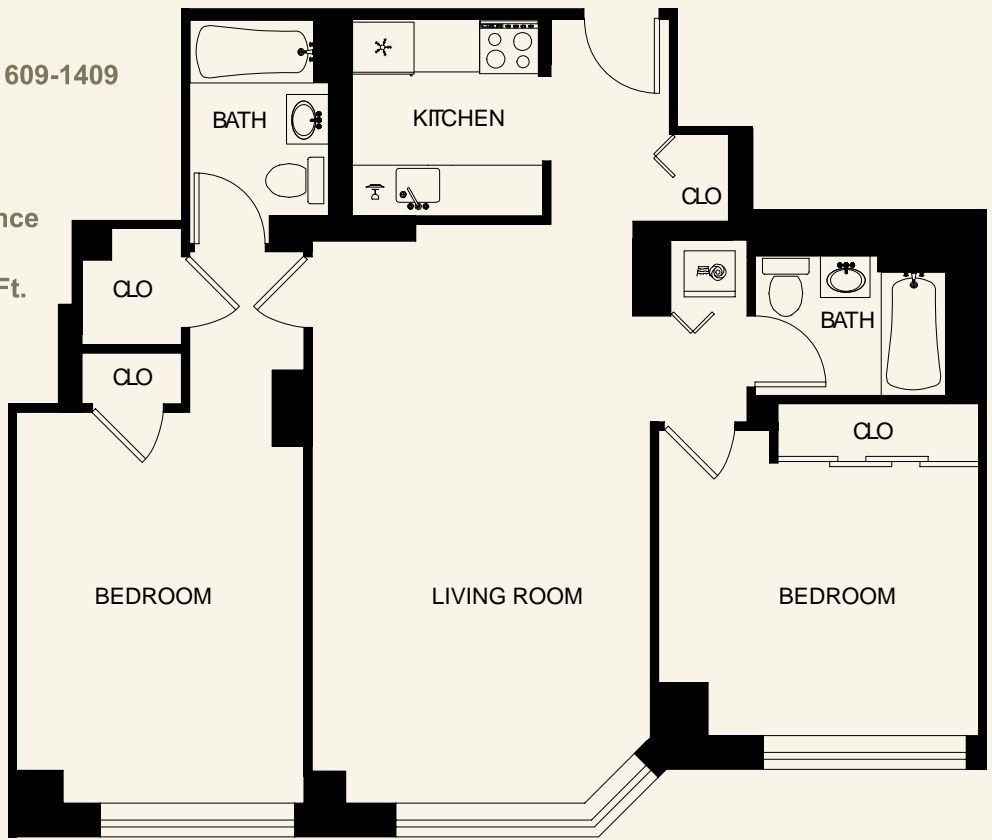 609-1409
BATH
KITCHEN
CLO
nce
Ft.
CLO
BATH
CLO
CLO
BEDROOM
LIVING ROOM
BEDROOM